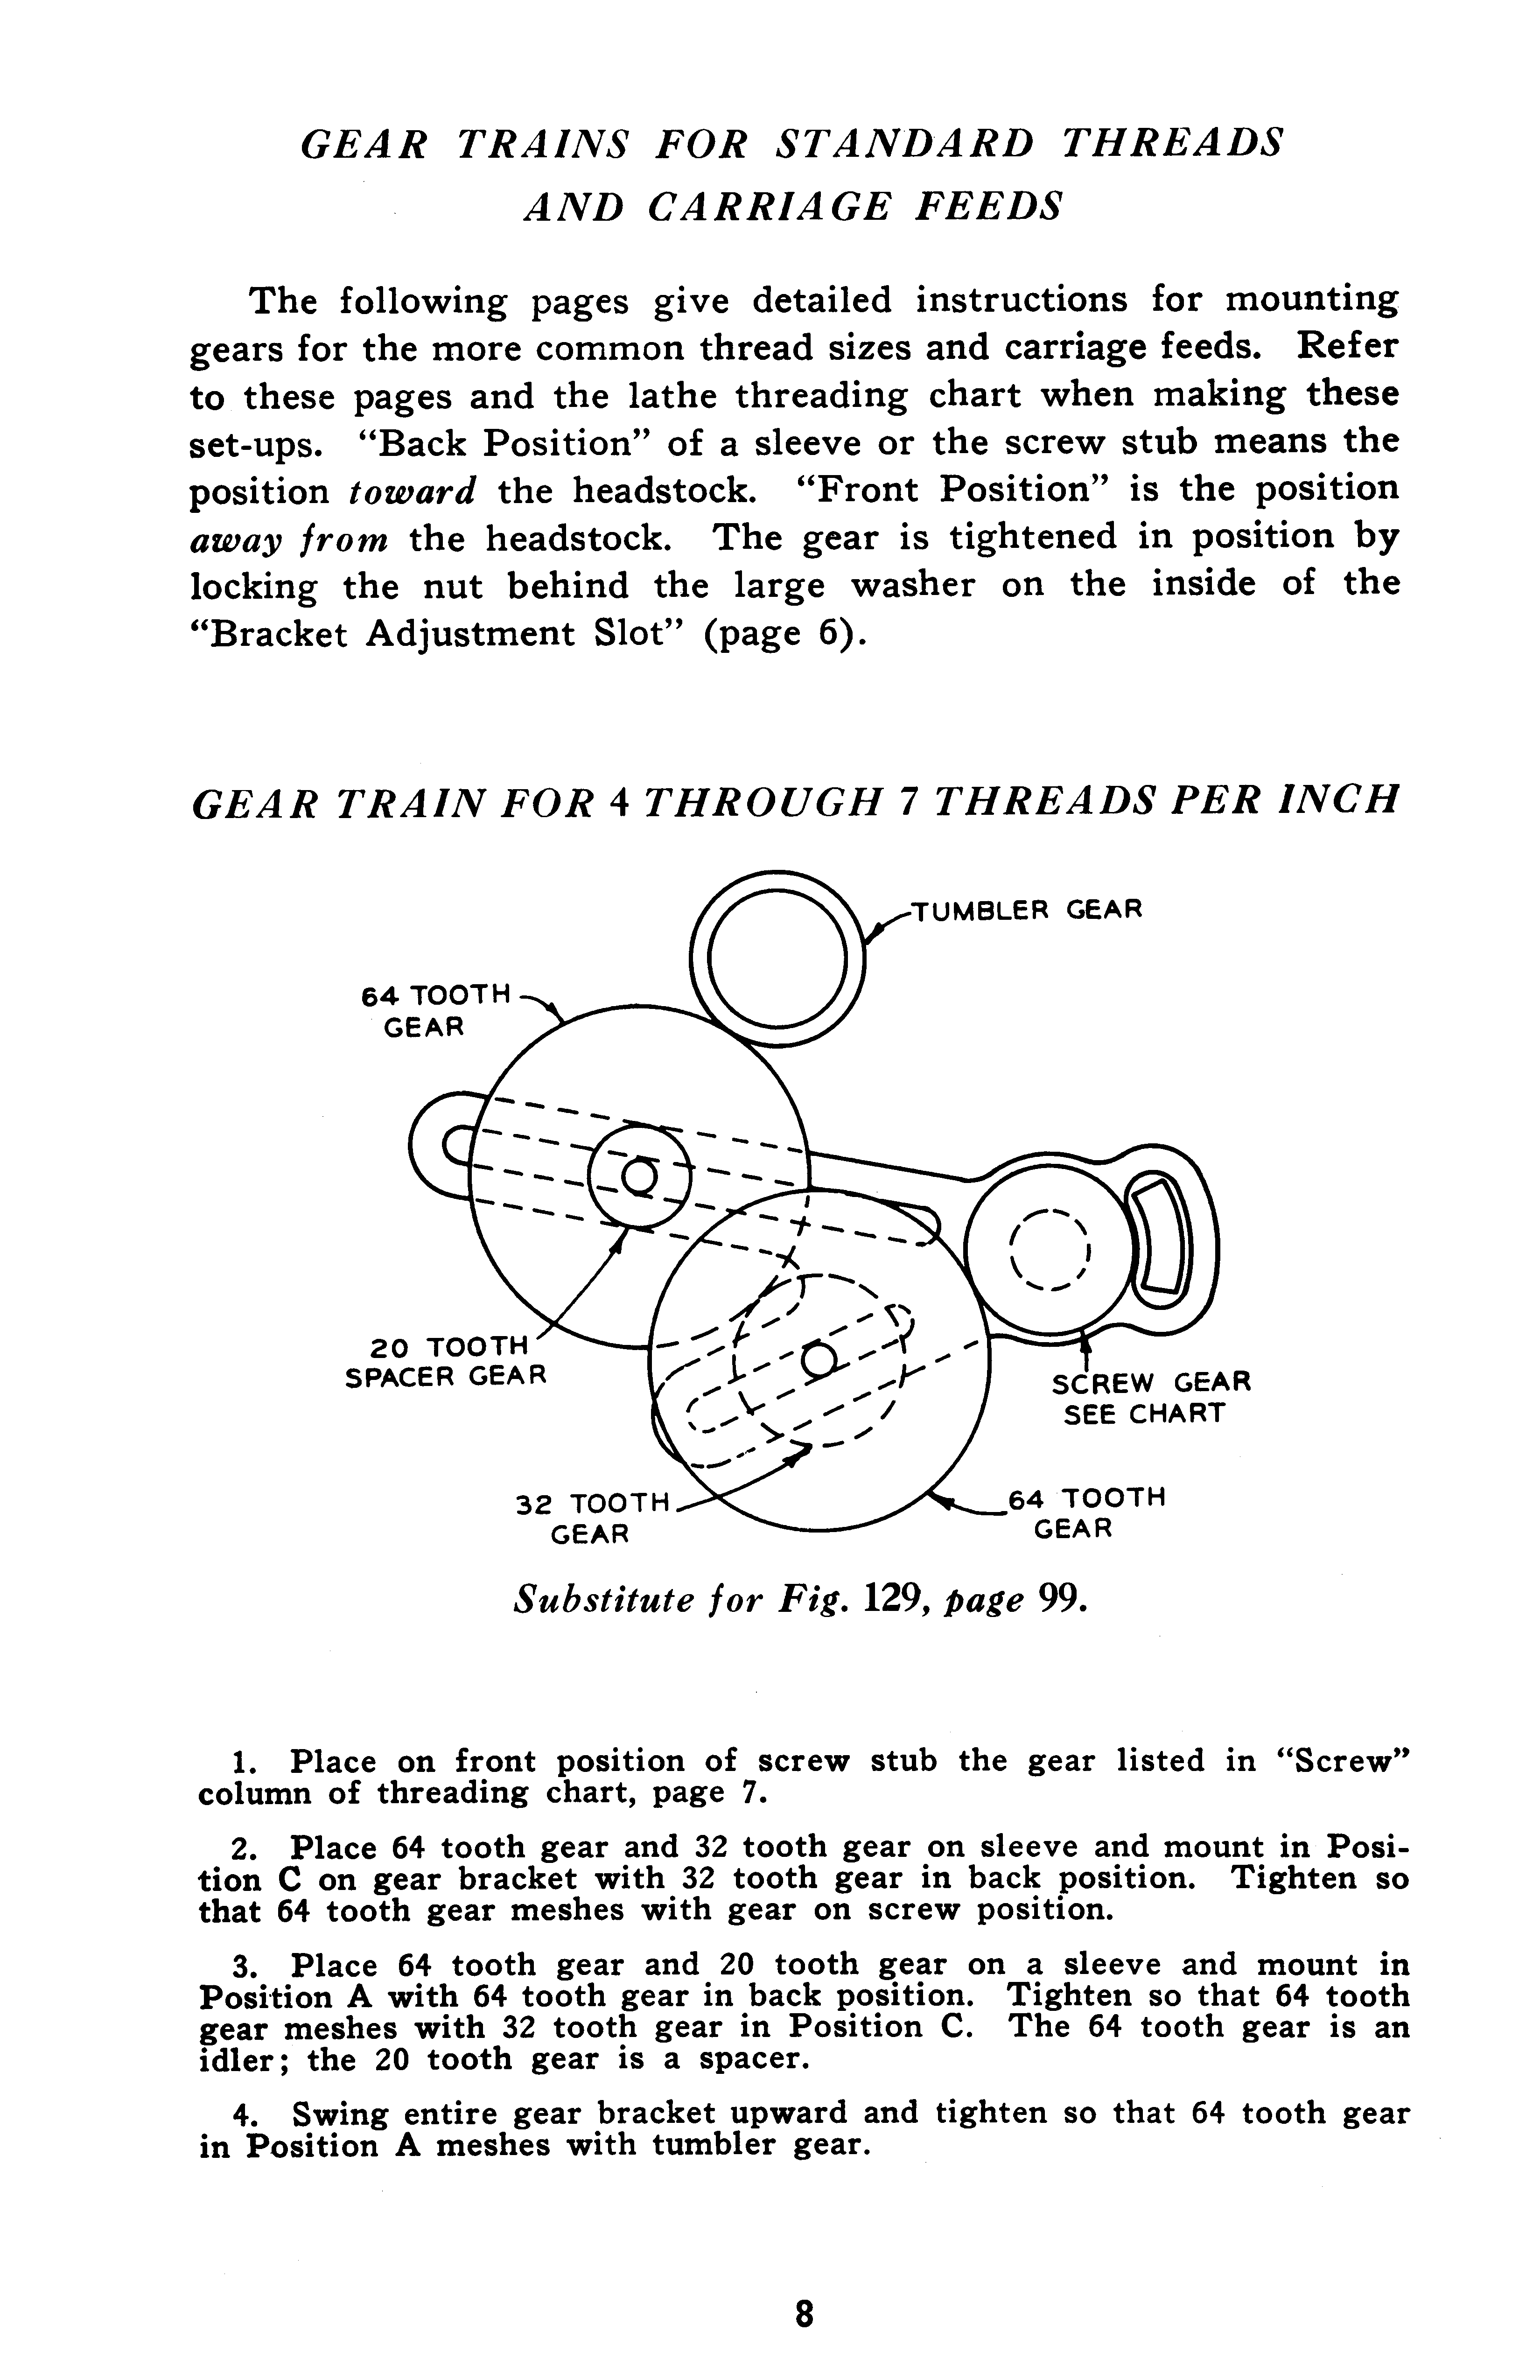 GEAR TRAINS FOR STANDARD THREADS
AND CARRIAGE FEEDS
The following pages give detailed instructions for mounting
gears for the more common thread sizes and carriage feeds. Refer
to these pages and the lathe threading chart when making these
set-ups. “Back Position” of a sleeve or the screw stub means the
position toward the headstock. “Front Position” is the position
away from the headstock. The gear is tightened in position by
locking the nut behind the large washer on the inside of the
“Bracket Adjustment Slot” (page 6).
GEAR TRAIN FOR 4 THROUGH 7 THREADS PER INCH
TUMBLER GEAR
64 TOOTH
GEAR
20 TOOTH
SPACER GEAR
SCREW GEAR
SEE CHART
32 TOOTH
GEAR
64 TOOTH
GEAR
Substitute for Fig. 129, page 99.
1. Place on front position of screw stub the gear listed in “Screw”
column of threading chart, page 7.
2. Place 64 tooth gear and 32 tooth gear on sleeve and mount in Posi-
tion C on gear bracket with 32 tooth gear in back position. Tighten so
that 64 tooth gear meshes with gear on screw position.
3. Place 64 tooth gear and 20 tooth gear on a sleeve and mount in
Position A with 64 tooth gear in back position. Tighten so that 64 tooth
gear meshes with 32 tooth gear in Position C. The 64 tooth gear is an
idler; the 20 tooth gear is a spacer.
4. Swing entire gear bracket upward and tighten so that 64 tooth gear
in Position A meshes with tumbler gear.
8